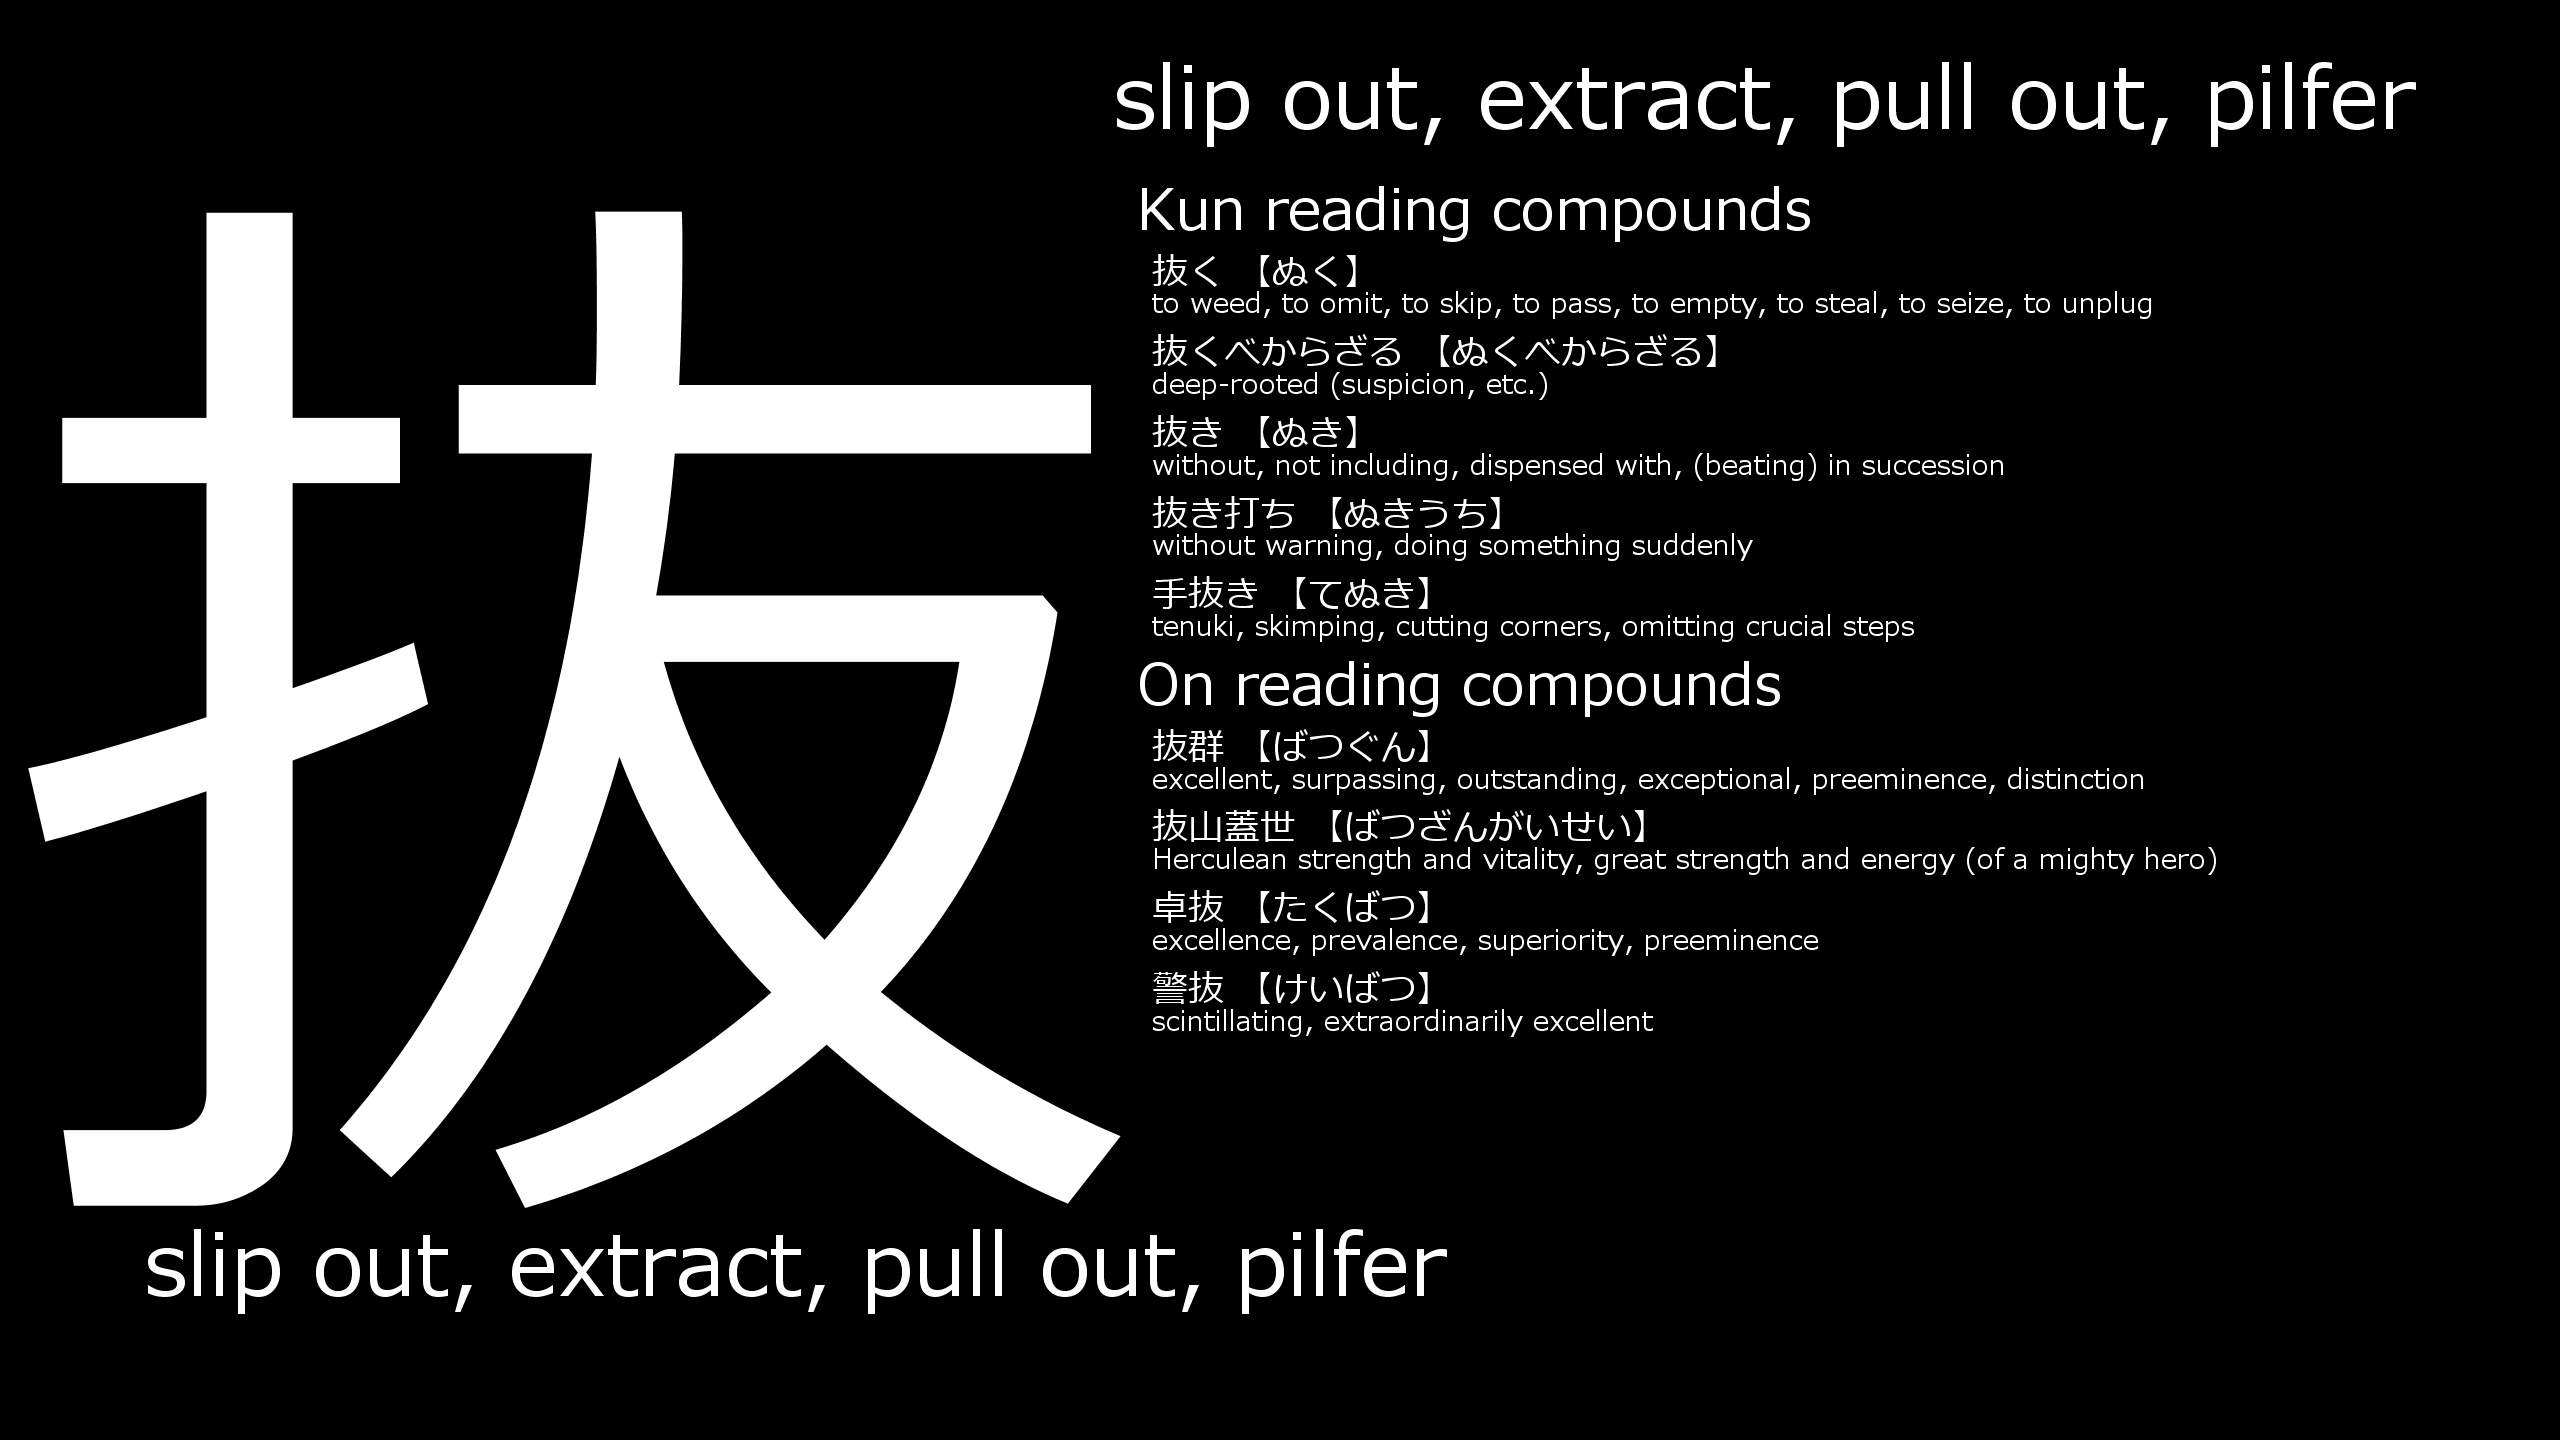 slip out, extract, pull out, pilfer
抜
Kun reading compounds
抜く 【ぬく】
to weed, to omit, to skip, to pass, to empty, to steal, to seize, to unplug
抜くべからざる 【ぬくべからざる】
deep-rooted (suspicion, etc.)
抜き 【ぬき】
without, not including, dispensed with, (beating) in succession
抜き打ち 【ぬきうち】
without warning, doing something suddenly
手抜き 【てぬき】
tenuki, skimping, cutting corners, omitting crucial steps
On reading compounds
抜群 【ばつぐん】
excellent, surpassing, outstanding, exceptional, preeminence, distinction
抜山蓋世 【ばつざんがいせい】
Herculean strength and vitality, great strength and energy (of a mighty hero)
卓抜 【たくばつ】
excellence, prevalence, superiority, preeminence
警抜 【けいばつ】
scintillating, extraordinarily excellent
slip out, extract, pull out, pilfer